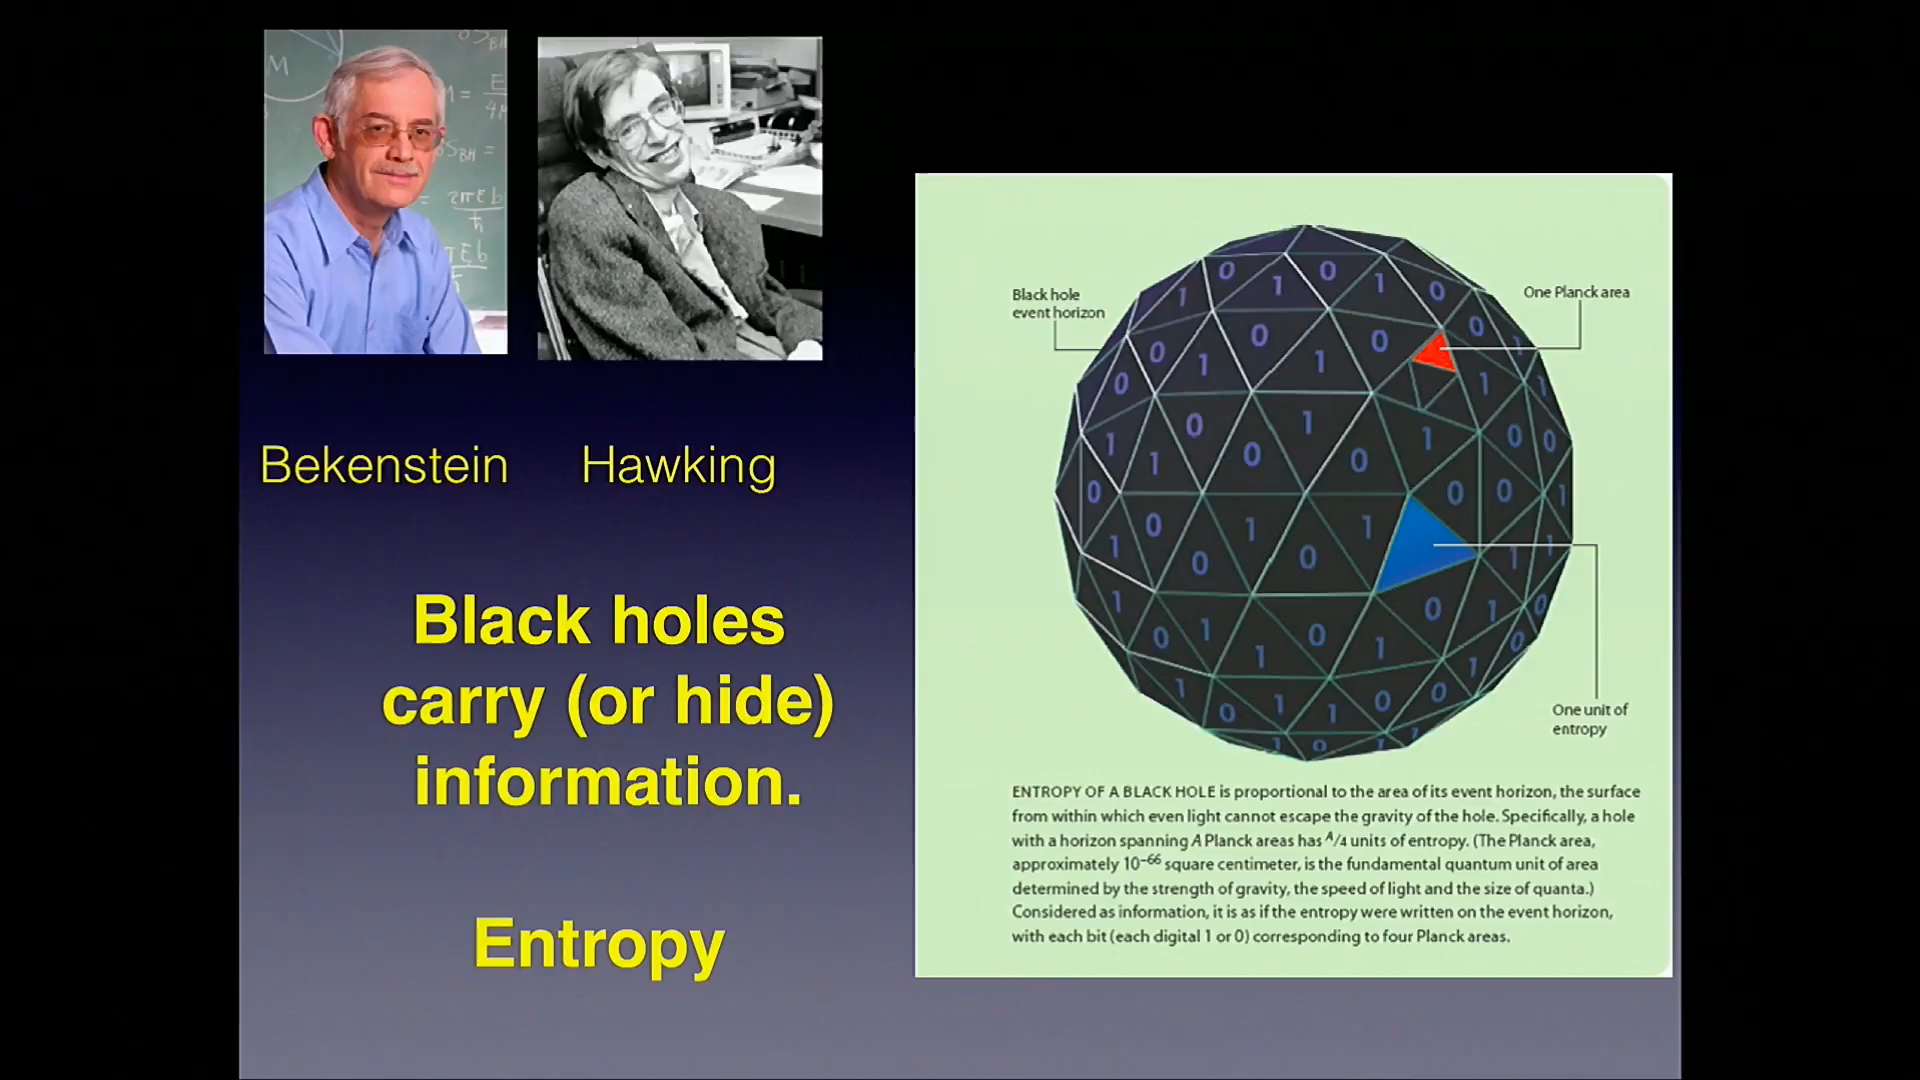 Bekenstein
Hawking
Black holes
carry (or hide)
information.
Entropy
Black hole
event horizon
One Planck area
One unit of
entropy
ENTROPY OF A BLACK HOLE is proportional to the area of its event horizon, the surface
from within which even light cannot escape the gravity of the hole. Specifically, a hole
with a horizon spanning A Planck areas has A/4 units of entropy. (The Planck area,
approximately 10⁻⁶⁶ square centimeter, is the fundamental quantum unit of area
determined by the strength of gravity, the speed of light and the size of quanta.)
Considered as information, it is as if the entropy were written on the event horizon,
with each bit (each digital 1 or 0) corresponding to four Planck areas.